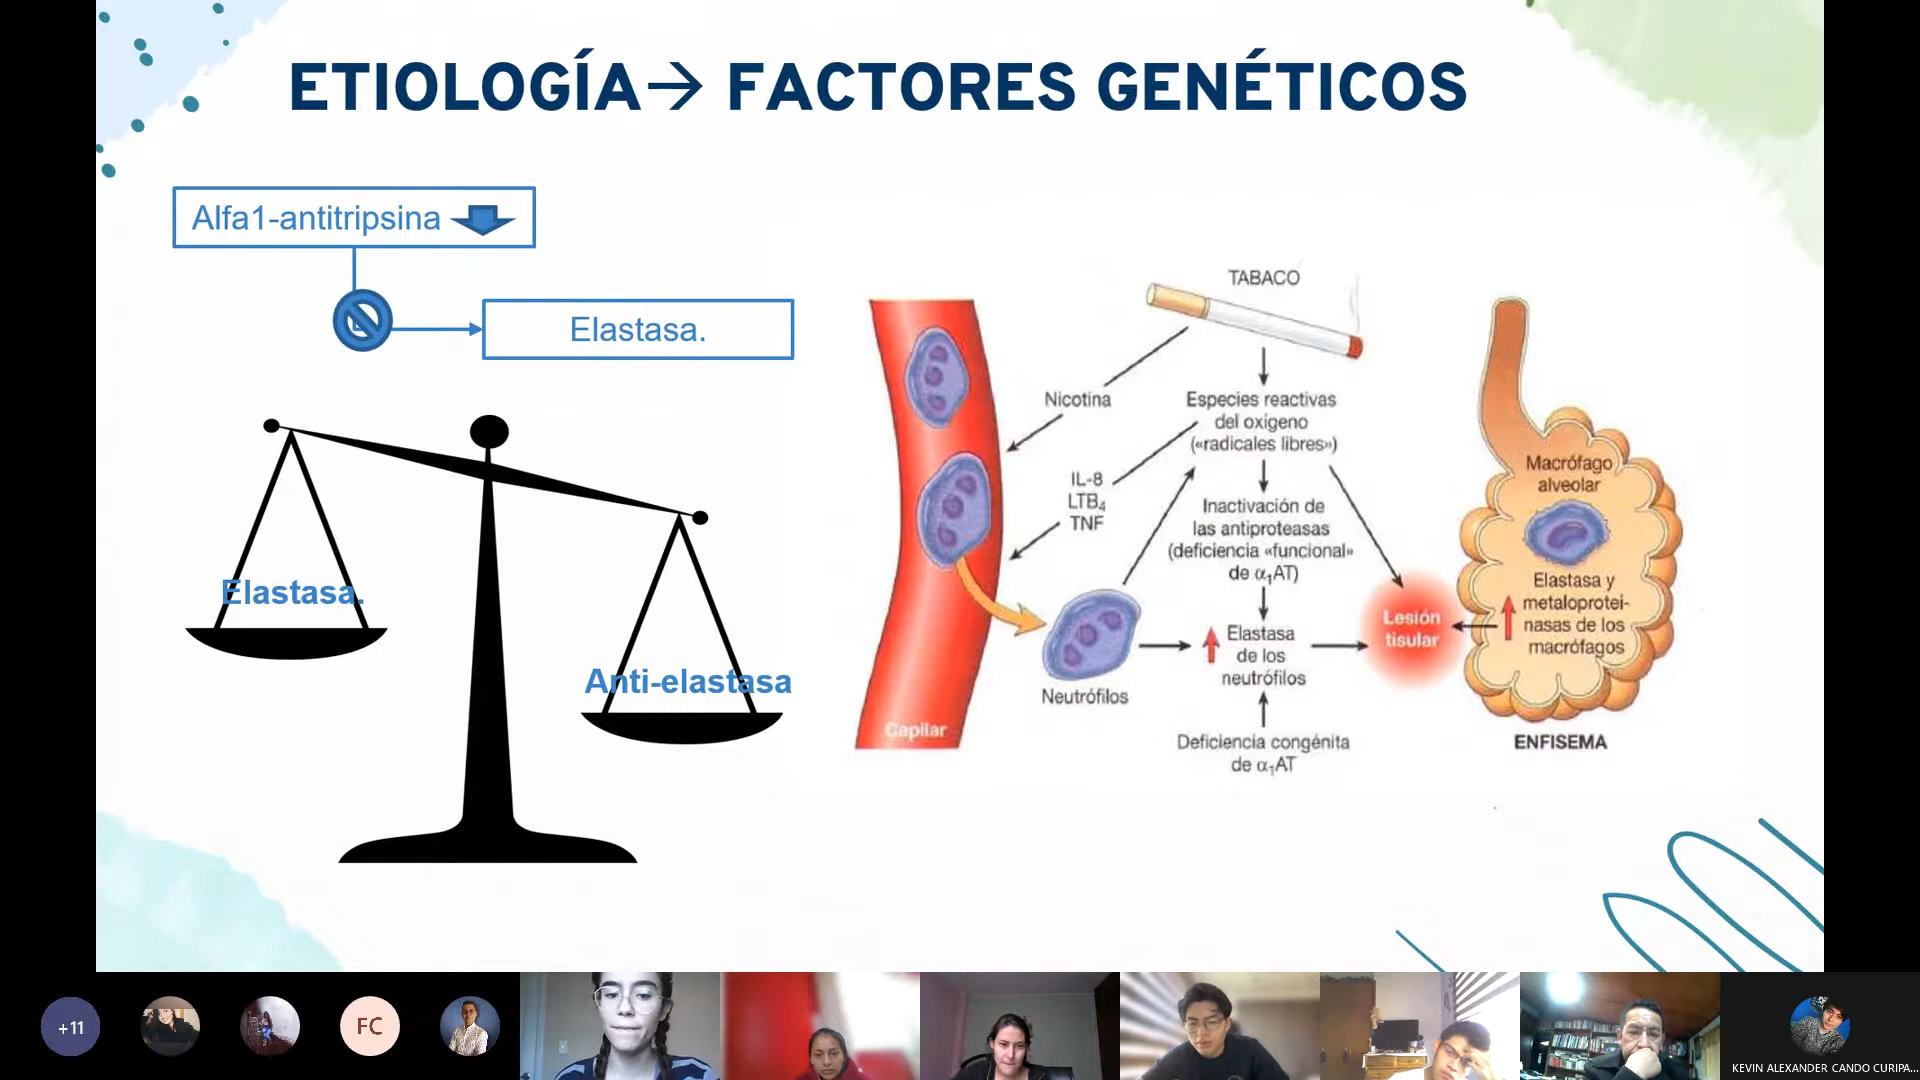 ETIOLOGÍA→ FACTORES GENÉTICOS
Alfa1-antitripsina
Elastasa.
Elastasa.
Anti-elastasa
TABACO
Nicotina
Especies reactivas
del oxígeno
(«radicales libres»)
IL-8
LTB₄
TNF
Inactivación de
las antiproteasas
(deficiencia «funcional»
de α₁AT)
Neutrófilos
Elastasa
de los
neutrófilos
Deficiencia congénita
de α₁AT
Capilar
Lesión
tisular
Macrófago
alveolar
Elastasa y
metaloprotei-
nasas de los
macrófagos
ENFISEMA
+11
FC
KEVIN ALEXANDER CANDO CURIPA...